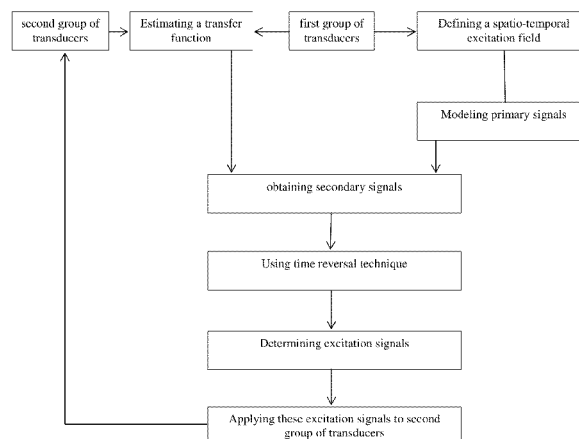 second group of
transducers
Estimating a transfer
function
first group of
transducers
Defining a spatio-temporal
excitation field
Modeling primary signals
obtaining secondary signals
Using time reversal technique
Determining excitation signals
Applying these excitation signals to second
group of transducers